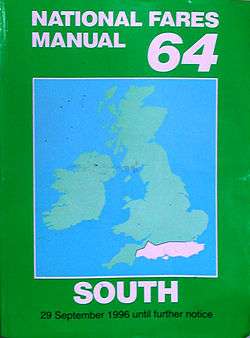 NATIONAL FARES
MANUAL 64
SOUTH
29 September 1996 until further notice